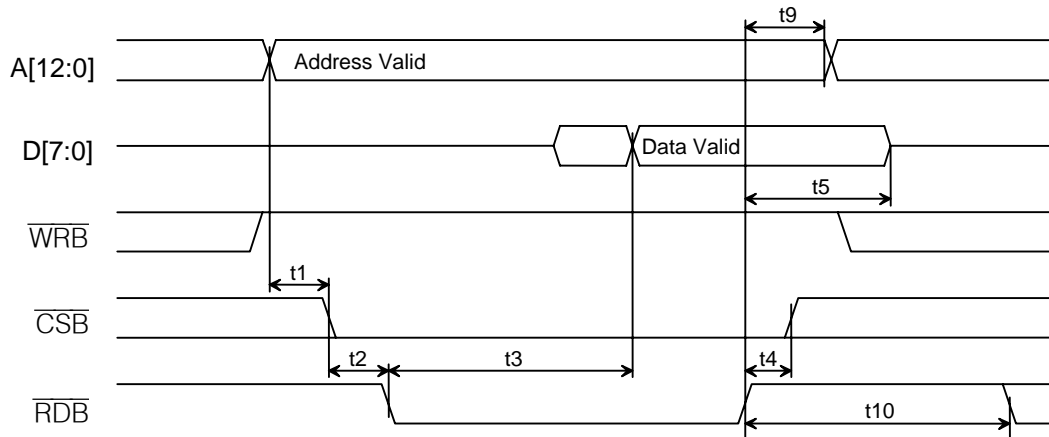 t9
A[12:0]
Address Valid
D[7:0]
Data Valid
t5
WRB
t1
CSB
t2
t3
t4
RDB
t10